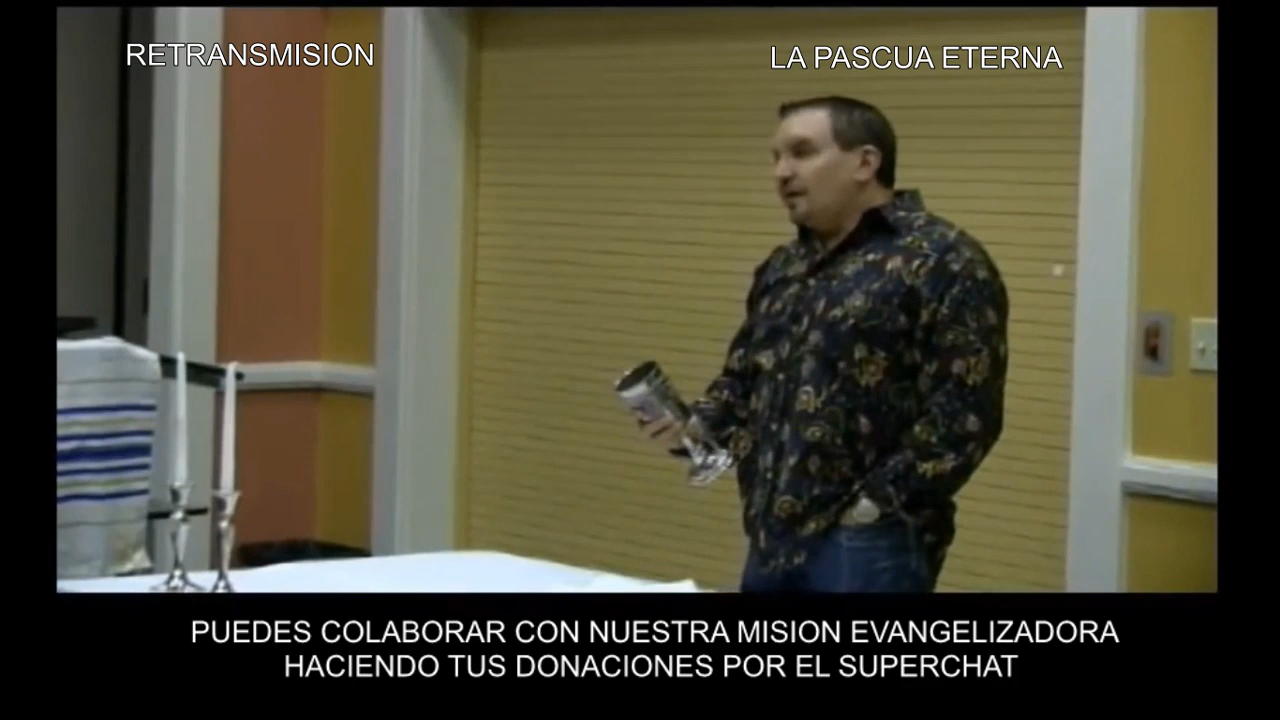 RETRANSMISION
LA PASCUA ETERNA
PUEDES COLABORAR CON NUESTRA MISION EVANGELIZADORA
HACIENDO TUS DONACIONES POR EL SUPERCHAT